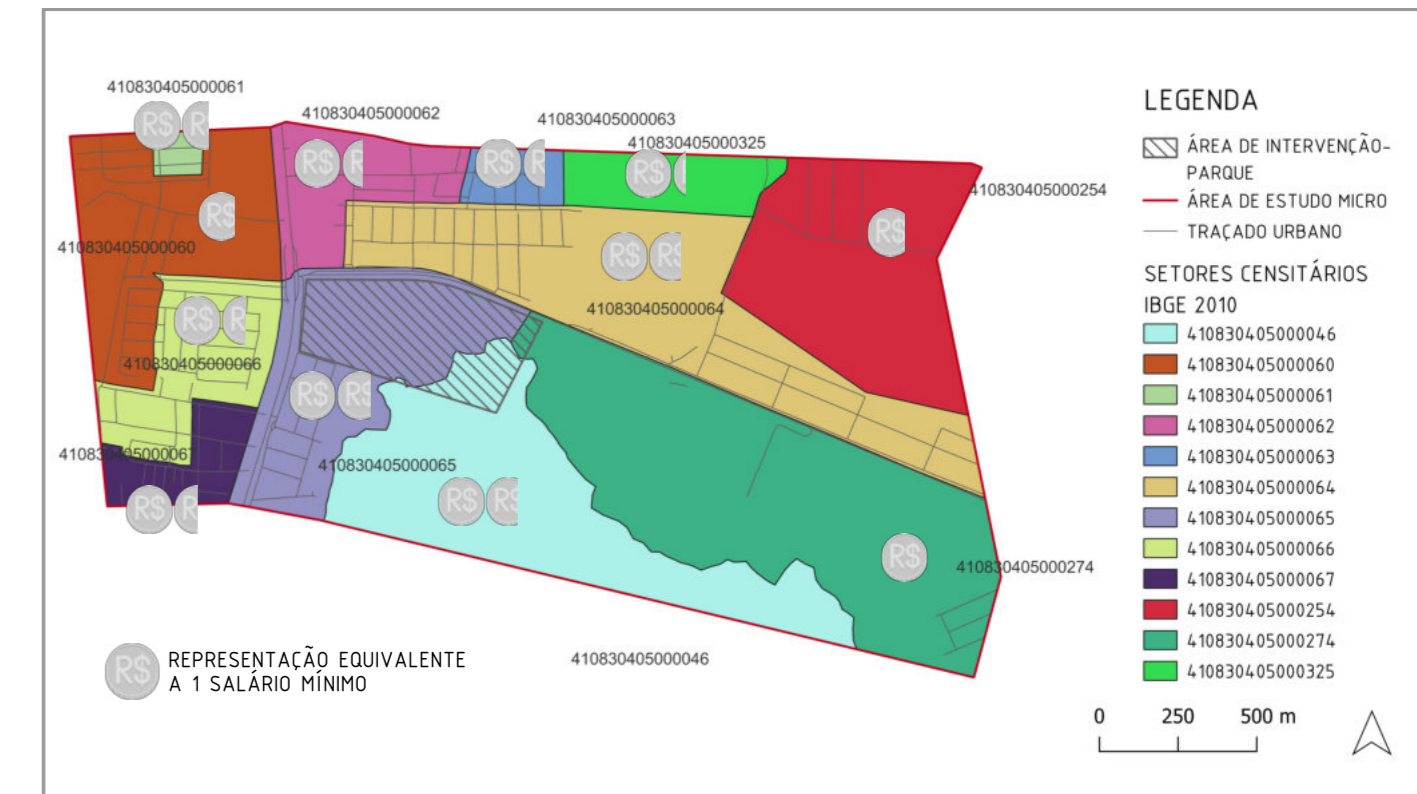 410830405000061
410830405000062
410830405000063
410830405000325
410830405000254
410830405000060
410830405000064
410830405000066
410830405000067
410830405000065
410830405000274
410830405000046
R$ R
R$ R
R$ R
R$
R$
R$
R$ R$
R$ R
R$ R$
R$ R$
R$ R
R$
R$ REPRESENTAÇÃO EQUIVALENTE
A 1 SALÁRIO MÍNIMO
LEGENDA
ÁREA DE INTERVENÇÃO-
PARQUE
ÁREA DE ESTUDO MICRO
TRAÇADO URBANO
SETORES CENSITÁRIOS
IBGE 2010
410830405000046
410830405000060
410830405000061
410830405000062
410830405000063
410830405000064
410830405000065
410830405000066
410830405000067
410830405000254
410830405000274
410830405000325
0 250 500 m